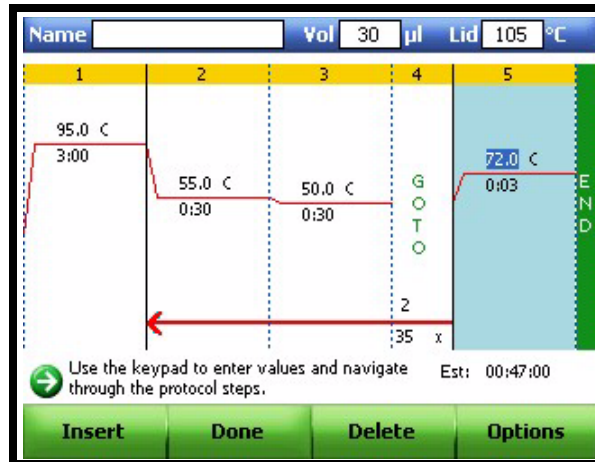 Name Vol 30 µl Lid 105 °C
1 2 3 4 5
95.0 C
3:00
55.0 C
0:30
50.0 C
0:30
GOTO
72.0 C
0:03
END
2
35 x
Use the keypad to enter values and navigate
through the protocol steps.
Est: 00:47:00
Insert Done Delete Options